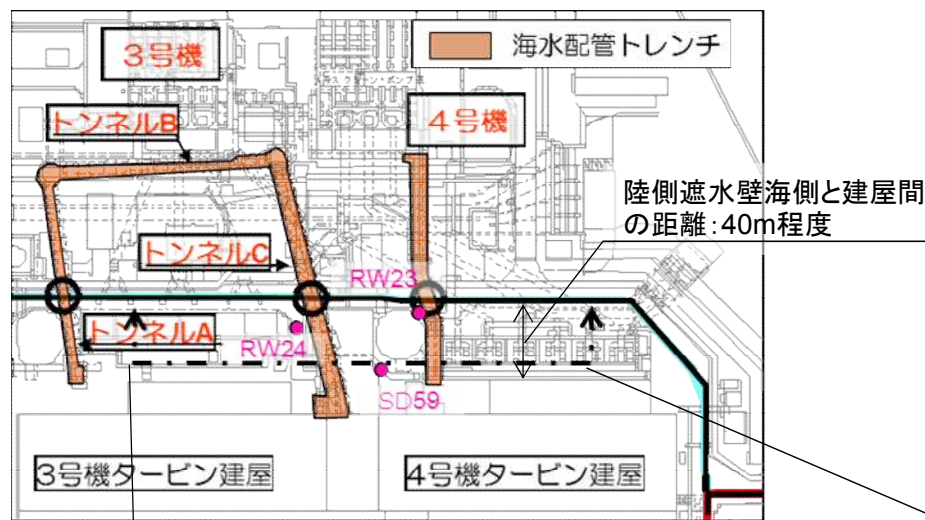 海水配管トレンチ
3号機
4号機
トンネルB
陸側遮水壁海側と建屋間
の距離：40m程度
トンネルC
RW23
トンネルA
RW24
SD59
3号機タービン建屋
4号機タービン建屋